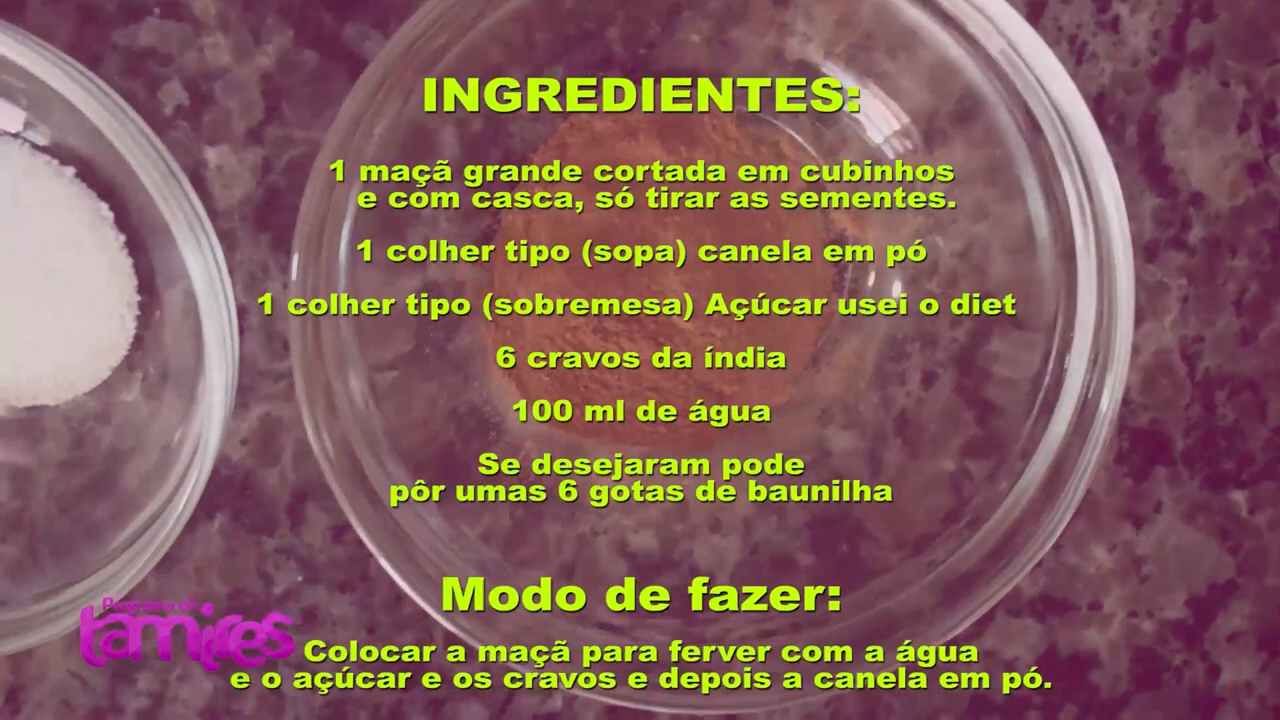 INGREDIENTES:
1 maçã grande cortada em cubinhos
e com casca, só tirar as sementes.
1 colher tipo (sopa) canela em pó
1 colher tipo (sobremesa) Açúcar usei o diet
6 cravos da índia
100 ml de água
Se desejaram pode
pôr umas 6 gotas de baunilha
Modo de fazer:
Programa da
tamires
Colocar a maçã para ferver com a água
e o açúcar e os cravos e depois a canela em pó.